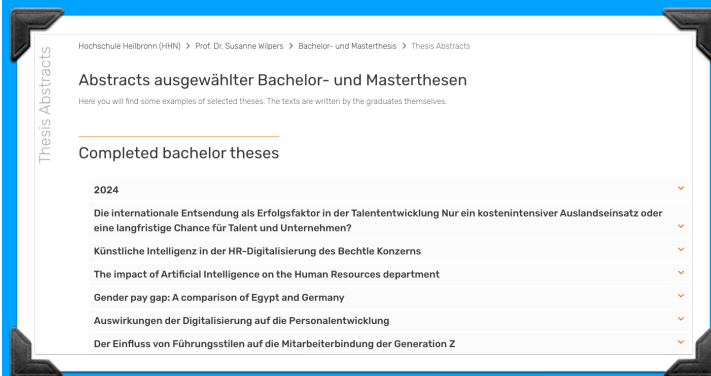 Thesis Abstracts
Hochschule Heilbronn (HHN) > Prof. Dr. Susanne Wilpers > Bachelor- und Masterthesis > Thesis Abstracts
Abstracts ausgewählter Bachelor- und Masterthesen
Here you will find some examples of selected theses. The texts are written by the graduates themselves.
Completed bachelor theses
2024
Die internationale Entsendung als Erfolgsfaktor in der Talententwicklung Nur ein kostenintensiver Auslandseinsatz oder
eine langfristige Chance für Talent und Unternehmen?
Künstliche Intelligenz in der HR-Digitalisierung des Bechtle Konzerns
The impact of Artificial Intelligence on the Human Resources department
Gender pay gap: A comparison of Egypt and Germany
Auswirkungen der Digitalisierung auf die Personalentwicklung
Der Einfluss von Führungsstilen auf die Mitarbeiterbindung der Generation Z